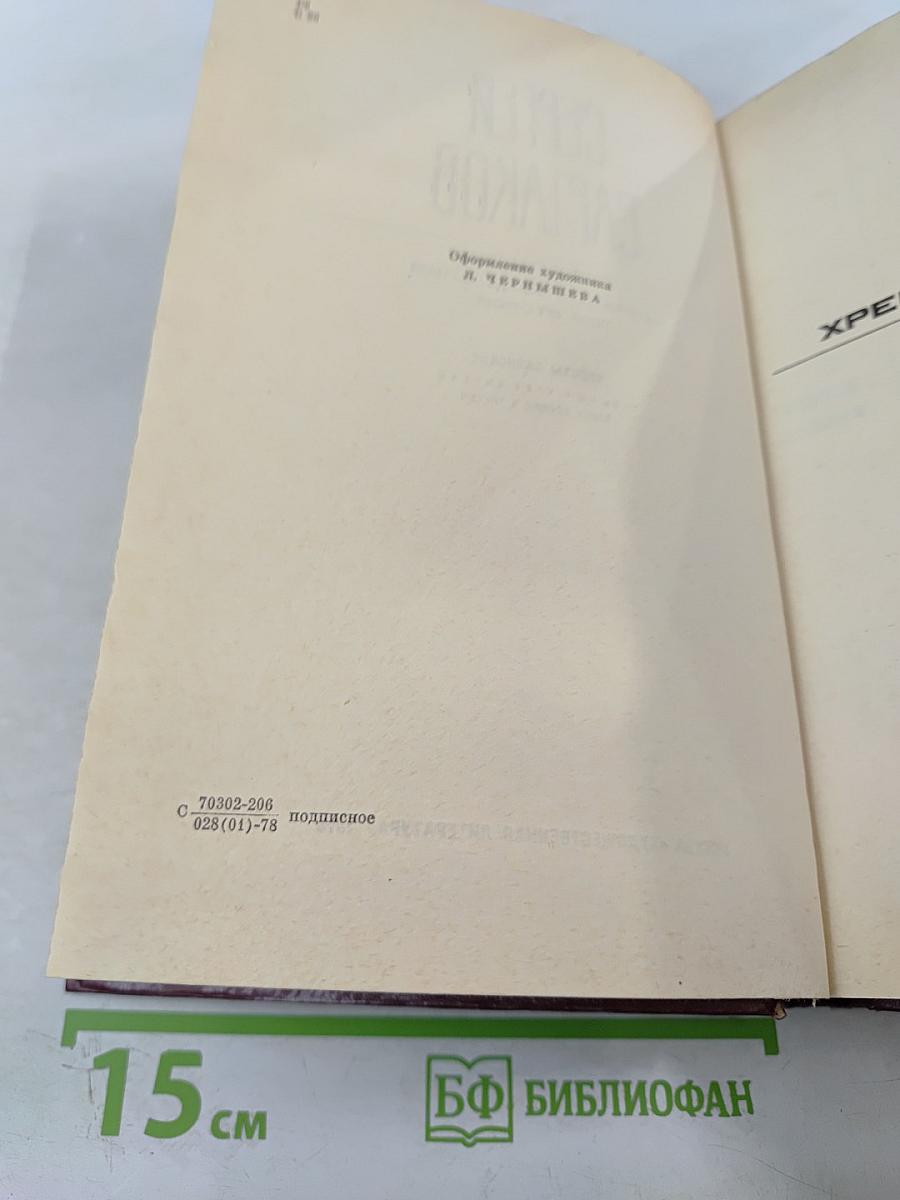 Оформление художника
Л. ЧЕРНЫШЕВА
ХРЕ
С 70302-206
028(01)-78 подписное
15 см
БФ БИБЛИОФАН